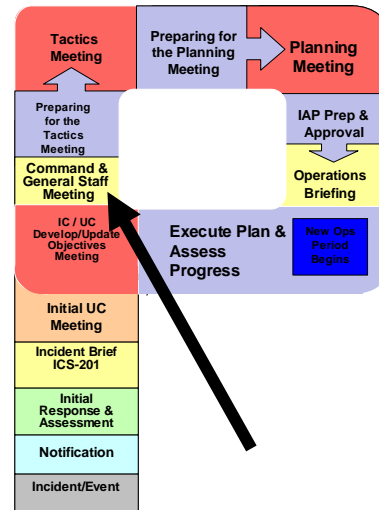 Tactics
Meeting
Preparing for
the Planning
Meeting
Planning
Meeting
Preparing
for the
Tactics
Meeting
IAP Prep &
Approval
Command &
General Staff
Meeting
Operations
Briefing
IC / UC
Develop/Update
Objectives
Meeting
Execute Plan &
Assess
Progress
New Ops
Period
Begins
Initial UC
Meeting
Incident Brief
ICS-201
Initial
Response &
Assessment
Notification
Incident/Event